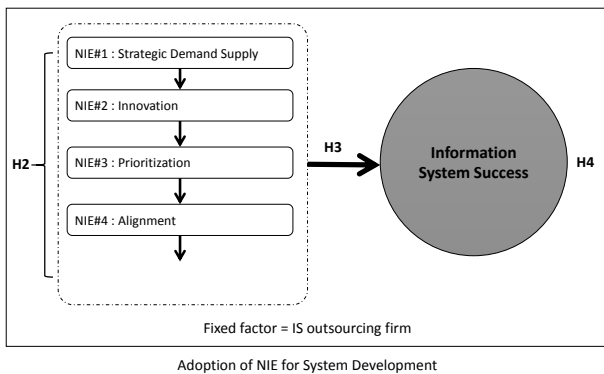 NIE#1 : Strategic Demand Supply
NIE#2 : Innovation
H2
NIE#3 : Prioritization
NIE#4 : Alignment
H3
Information
System Success
H4
Fixed factor = IS outsourcing firm
Adoption of NIE for System Development